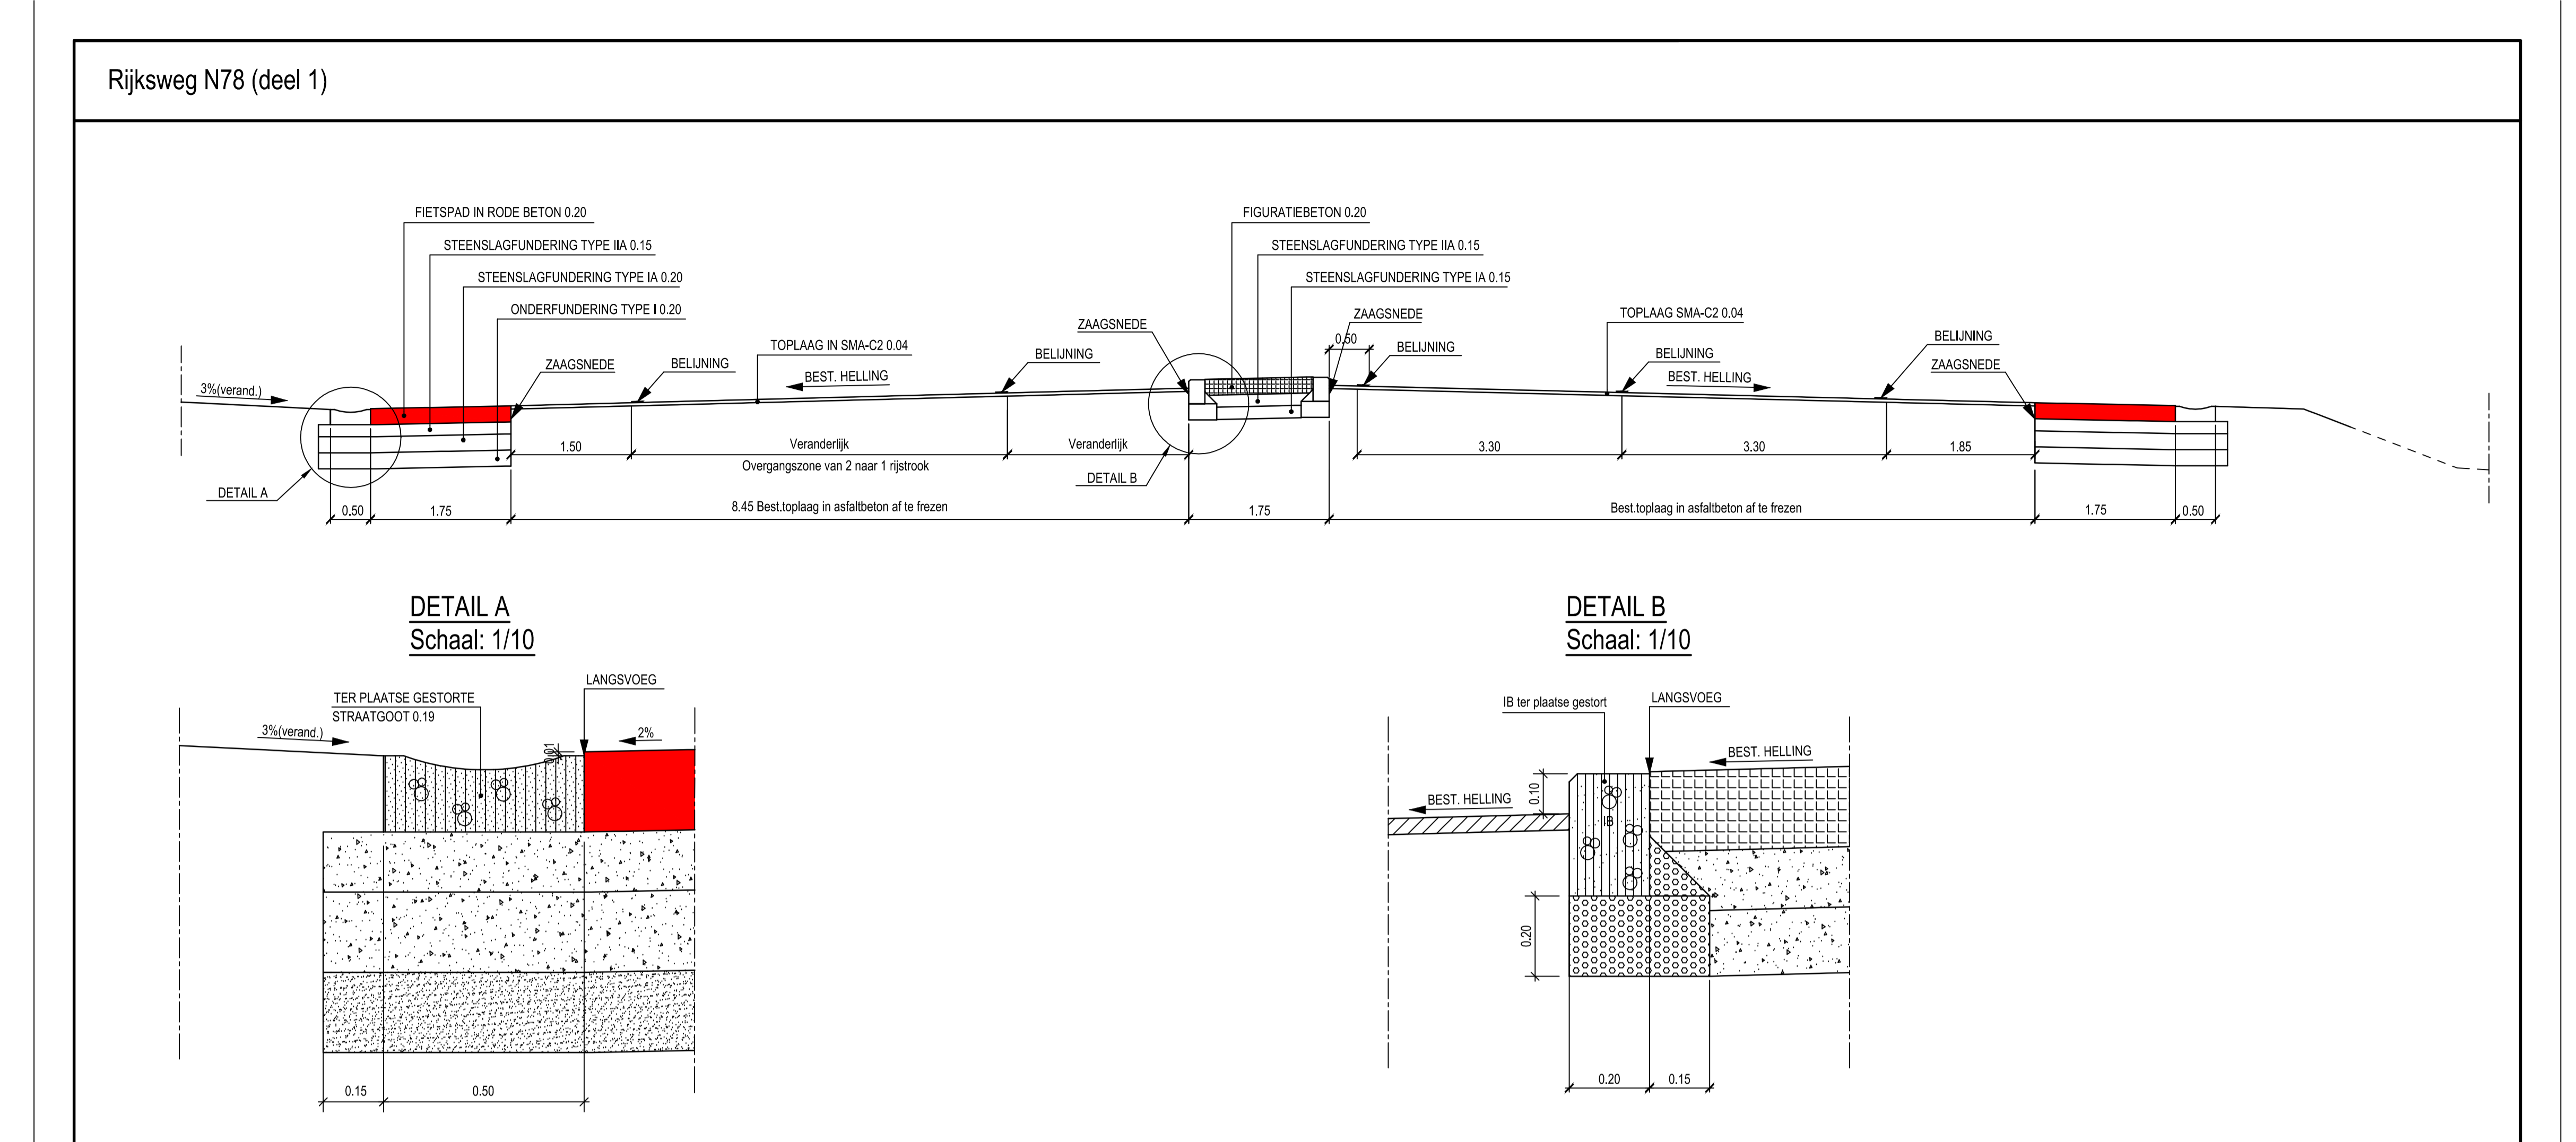 Rijksweg N78 (deel 1)
FIETSPAD IN RODE BETON 0.20
STEENSLAGFUNDERING TYPE IIA 0.15
STEENSLAGFUNDERING TYPE IA 0.20
ONDERFUNDERING TYPE I 0.20
ZAAGSNEDE
BELIJNING
TOPLAAG IN SMA-C2 0.04
BEST. HELLING
BELIJNING
ZAAGSNEDE
FIGURATIEBETON 0.20
STEENSLAGFUNDERING TYPE IIA 0.15
STEENSLAGFUNDERING TYPE IA 0.15
ZAAGSNEDE
0.50
BELIJNING
TOPLAAG SMA-C2 0.04
BELIJNING
BEST. HELLING
BELIJNING
ZAAGSNEDE
3%(verand.)
1.50
Veranderlijk
Veranderlijk
Overgangszone van 2 naar 1 rijstrook
3.30
3.30
1.85
DETAIL A
DETAIL B
0.50
1.75
8.45 Best.toplaag in asfaltbeton af te frezen
1.75
Best.toplaag in asfaltbeton af te frezen
1.75
0.50
DETAIL A
Schaal: 1/10
TER PLAATSE GESTORTE
STRAATGOOT 0.19
LANGSVOEG
3%(verand.)
0.01
2%
0.15
0.50
DETAIL B
Schaal: 1/10
IB ter plaatse gestort
LANGSVOEG
BEST. HELLING
BEST. HELLING
0.10
IB
0.20
0.20
0.15